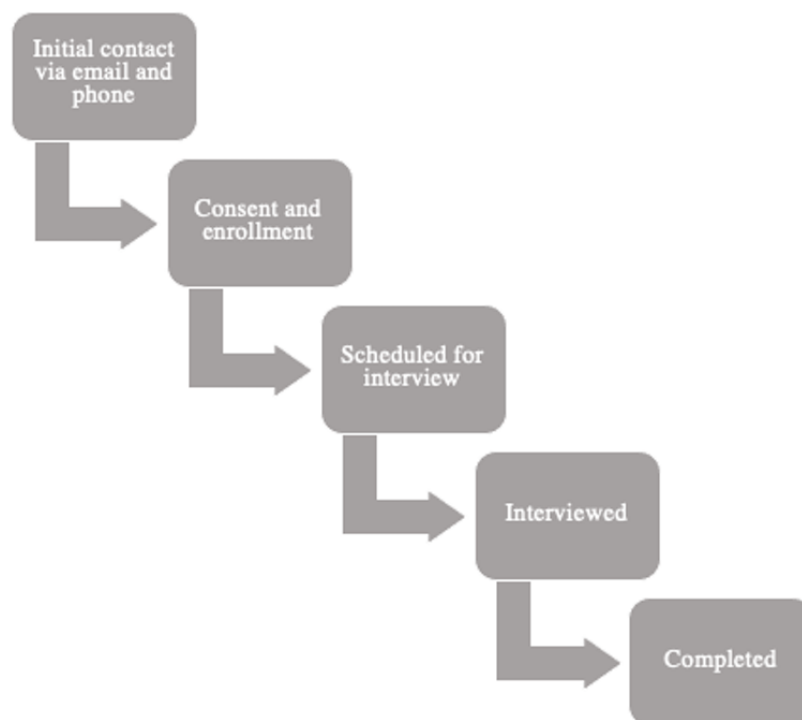 Initial contact
via email and
phone
Consent and
enrollment
Scheduled for
interview
Interviewed
Completed